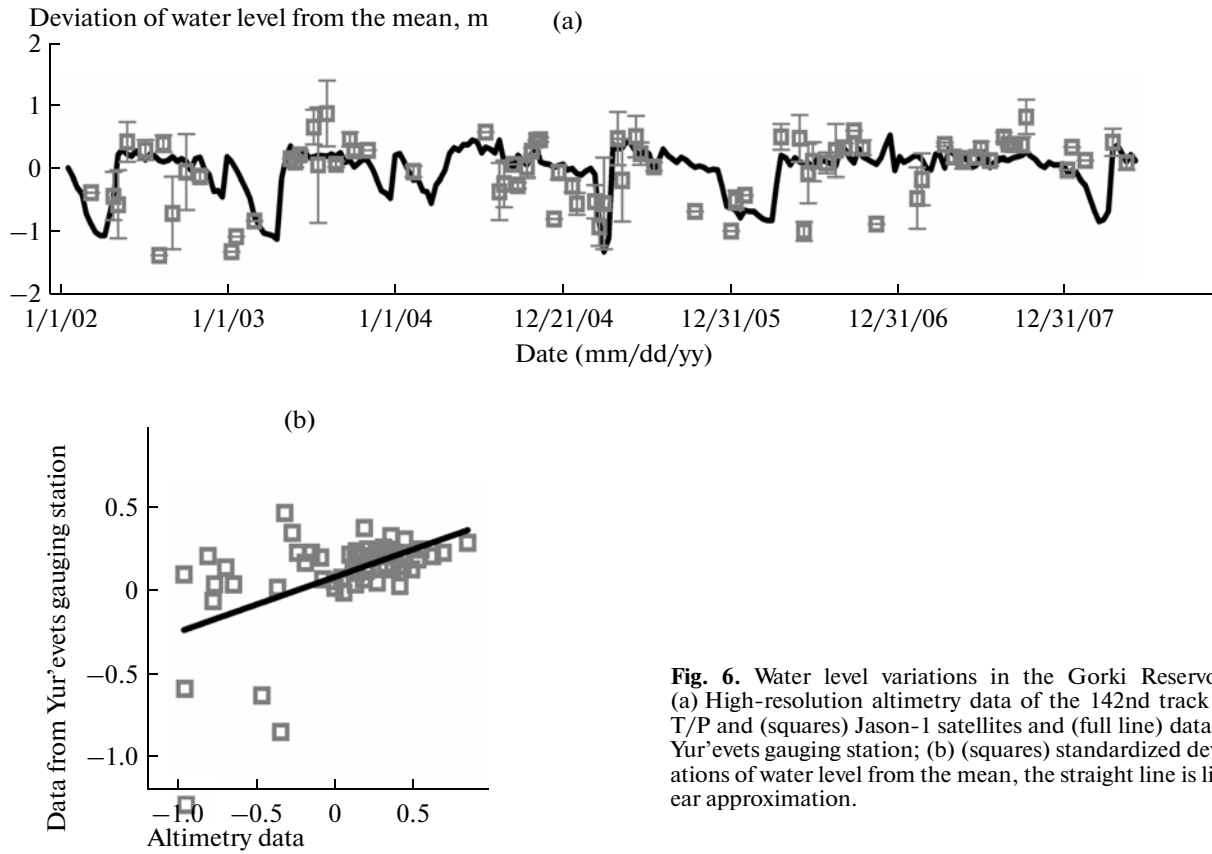 Deviation of water level from the mean, m
(a)
2
1
0
−1
−2
1/1/02 1/1/03 1/1/04 12/21/04 12/31/05 12/31/06 12/31/07
Date (mm/dd/yy)
(b)
Data from Yur’evets gauging station
0.5
0
−0.5
−1.0
−1.0 −0.5 0 0.5
Altimetry data
Fig. 6. Water level variations in the Gorki Reservo
(a) High-resolution altimetry data of the 142nd track
T/P and (squares) Jason-1 satellites and (full line) data
Yur’evets gauging station; (b) (squares) standardized dev
ations of water level from the mean, the straight line is li
ear approximation.